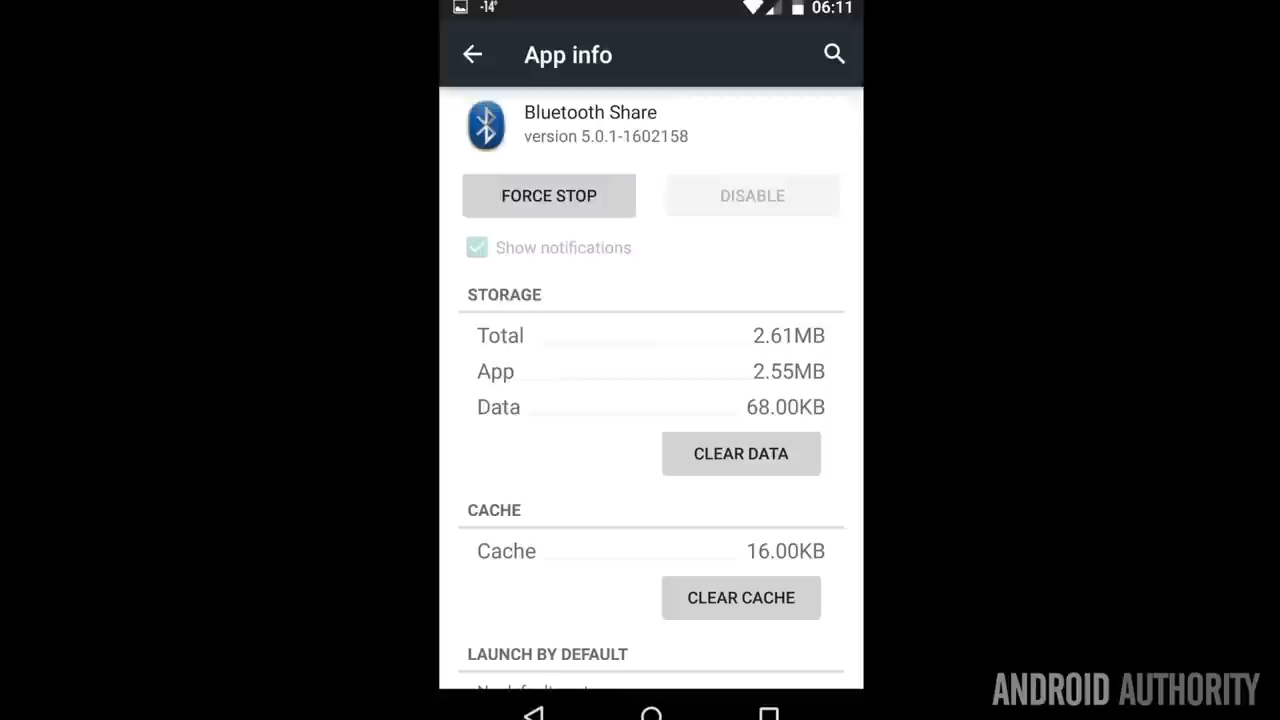 -14° 06:11
App info
Bluetooth Share
version 5.0.1-1602158
FORCE STOP DISABLE
Show notifications
STORAGE
Total 2.61MB
App 2.55MB
Data 68.00KB
CLEAR DATA
CACHE
Cache 16.00KB
CLEAR CACHE
LAUNCH BY DEFAULT
ANDROID AUTHORITY